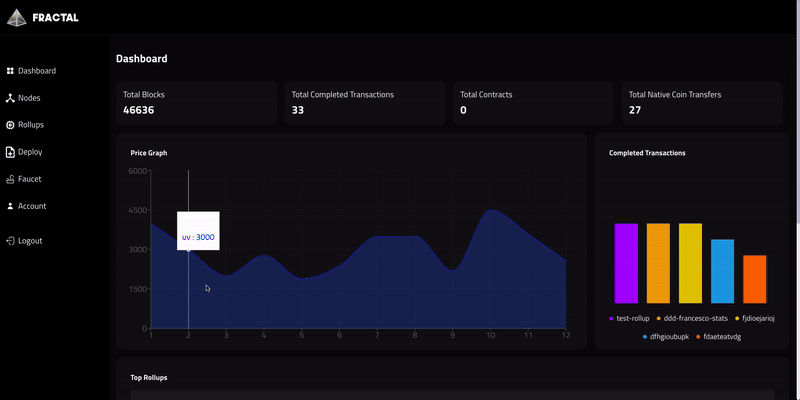 FRACTAL
Dashboard
Nodes
Rollups
Deploy
Faucet
Account
Logout
Dashboard
Total Blocks
46636
Total Completed Transactions
33
Total Contracts
0
Total Native Coin Transfers
27
Price Graph
6000
4500
3000
1500
0
uv : 3000
1 2 3 4 5 6 7 8 9 10 11 12
Completed Transactions
test-rollup ddd-francesco-stats fjdioejarioj
dfhgioubupk fdaeteatvdg
Top Rollups